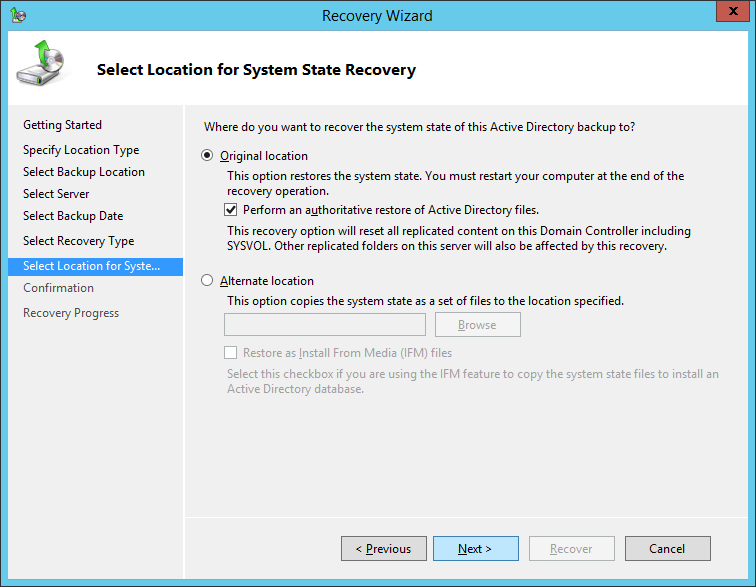 Recovery Wizard
x
Select Location for System State Recovery
Getting Started
Specify Location Type
Select Backup Location
Select Server
Select Backup Date
Select Recovery Type
Select Location for Syste...
Confirmation
Recovery Progress
Where do you want to recover the system state of this Active Directory backup to?
Original location
This option restores the system state. You must restart your computer at the end of the
recovery operation.
Perform an authoritative restore of Active Directory files.
This recovery option will reset all replicated content on this Domain Controller including
SYSVOL. Other replicated folders on this server will also be affected by this recovery.
Alternate location
This option copies the system state as a set of files to the location specified.
Browse
Restore as Install From Media (IFM) files
Select this checkbox if you are using the IFM feature to copy the system state files to install an
Active Directory database.
< Previous
Next >
Recover
Cancel